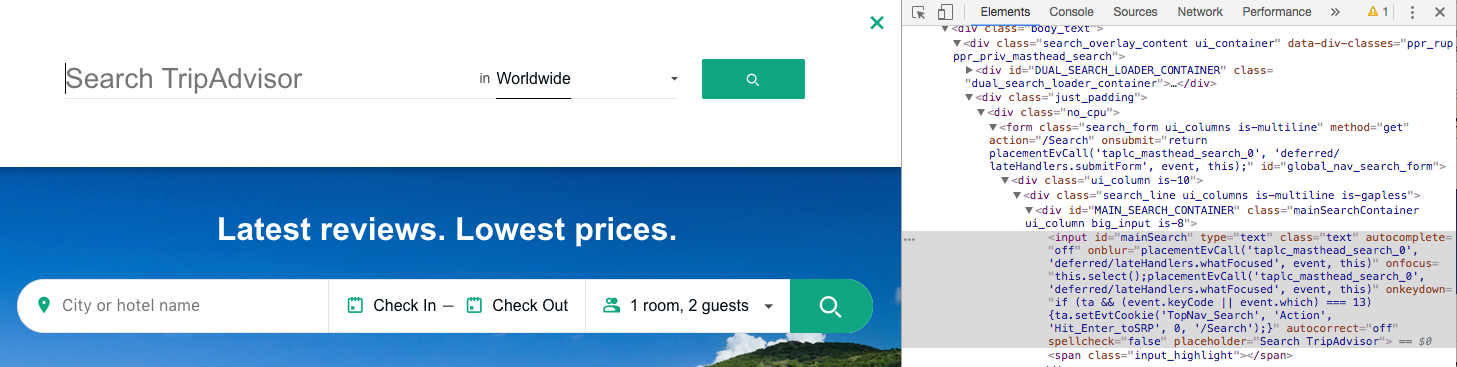 Search TripAdvisor
in Worldwide
Latest reviews. Lowest prices.
City or hotel name
Check In — Check Out
1 room, 2 guests
Elements Console Sources Network Performance » 1
<div class="body_text">
<div class="search_overlay_content ui_container" data-div-classes="ppr_rup
ppr_priv_masthead_search">
<div id="DUAL_SEARCH_LOADER_CONTAINER" class=
"dual_search_loader_container">…</div>
<div class="just_padding">
<div class="no_cpu">
<form class="search_form ui_columns is-multiline" method="get"
action="/Search" onsubmit="return
placementEvCall('taplc_masthead_search_0', 'deferred/
lateHandlers.submitForm', event, this);" id="global_nav_search_form">
<div class="ui_column is-10">
<div class="search_line ui_columns is-multiline is-gapless">
<div id="MAIN_SEARCH_CONTAINER" class="mainSearchContainer
ui_column big_input is-8">
<input id="mainSearch" type="text" class="text" autocomplete=
"off" onblur="placementEvCall('taplc_masthead_search_0',
'deferred/lateHandlers.whatFocused', event, this)" onfocus=
"this.select();placementEvCall('taplc_masthead_search_0',
'deferred/lateHandlers.whatFocused', event, this)" onkeydown=
"if (ta && (event.keyCode || event.which) === 13)
{ta.setEvtCookie('TopNav_Search', 'Action',
'Hit_Enter_toSRP', 0, '/Search');}" autocorrect="off"
spellcheck="false" placeholder="Search TripAdvisor"> == $0
<span class="input_highlight"></span>